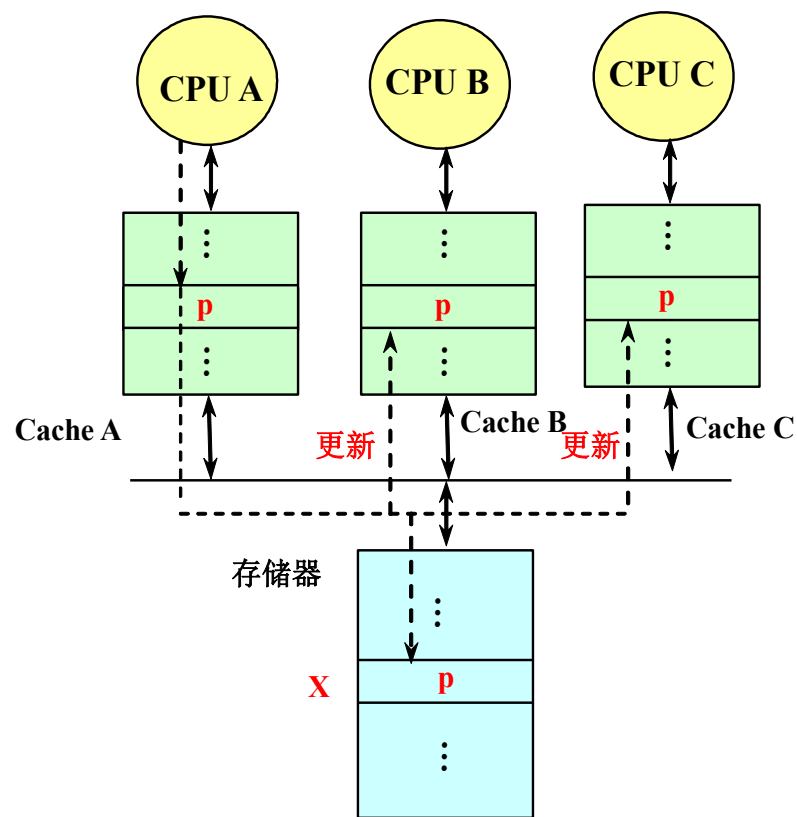 CPU A
CPU B
CPU C
⋮
⋮
⋮
p
p
p
⋮
⋮
⋮
Cache A
更新
Cache B
更新
Cache C
存储器
⋮
X
p
⋮